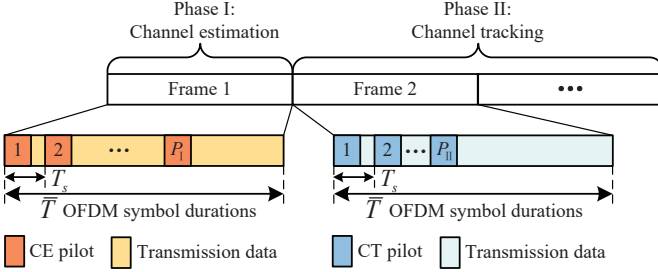 Phase I:
Channel estimation
Phase II:
Channel tracking
Frame 1
Frame 2
•••
1
2
•••
P_I
1
2
•••
P_II
T_s
T_s
T̅ OFDM symbol durations
T̅ OFDM symbol durations
CE pilot
Transmission data
CT pilot
Transmission data